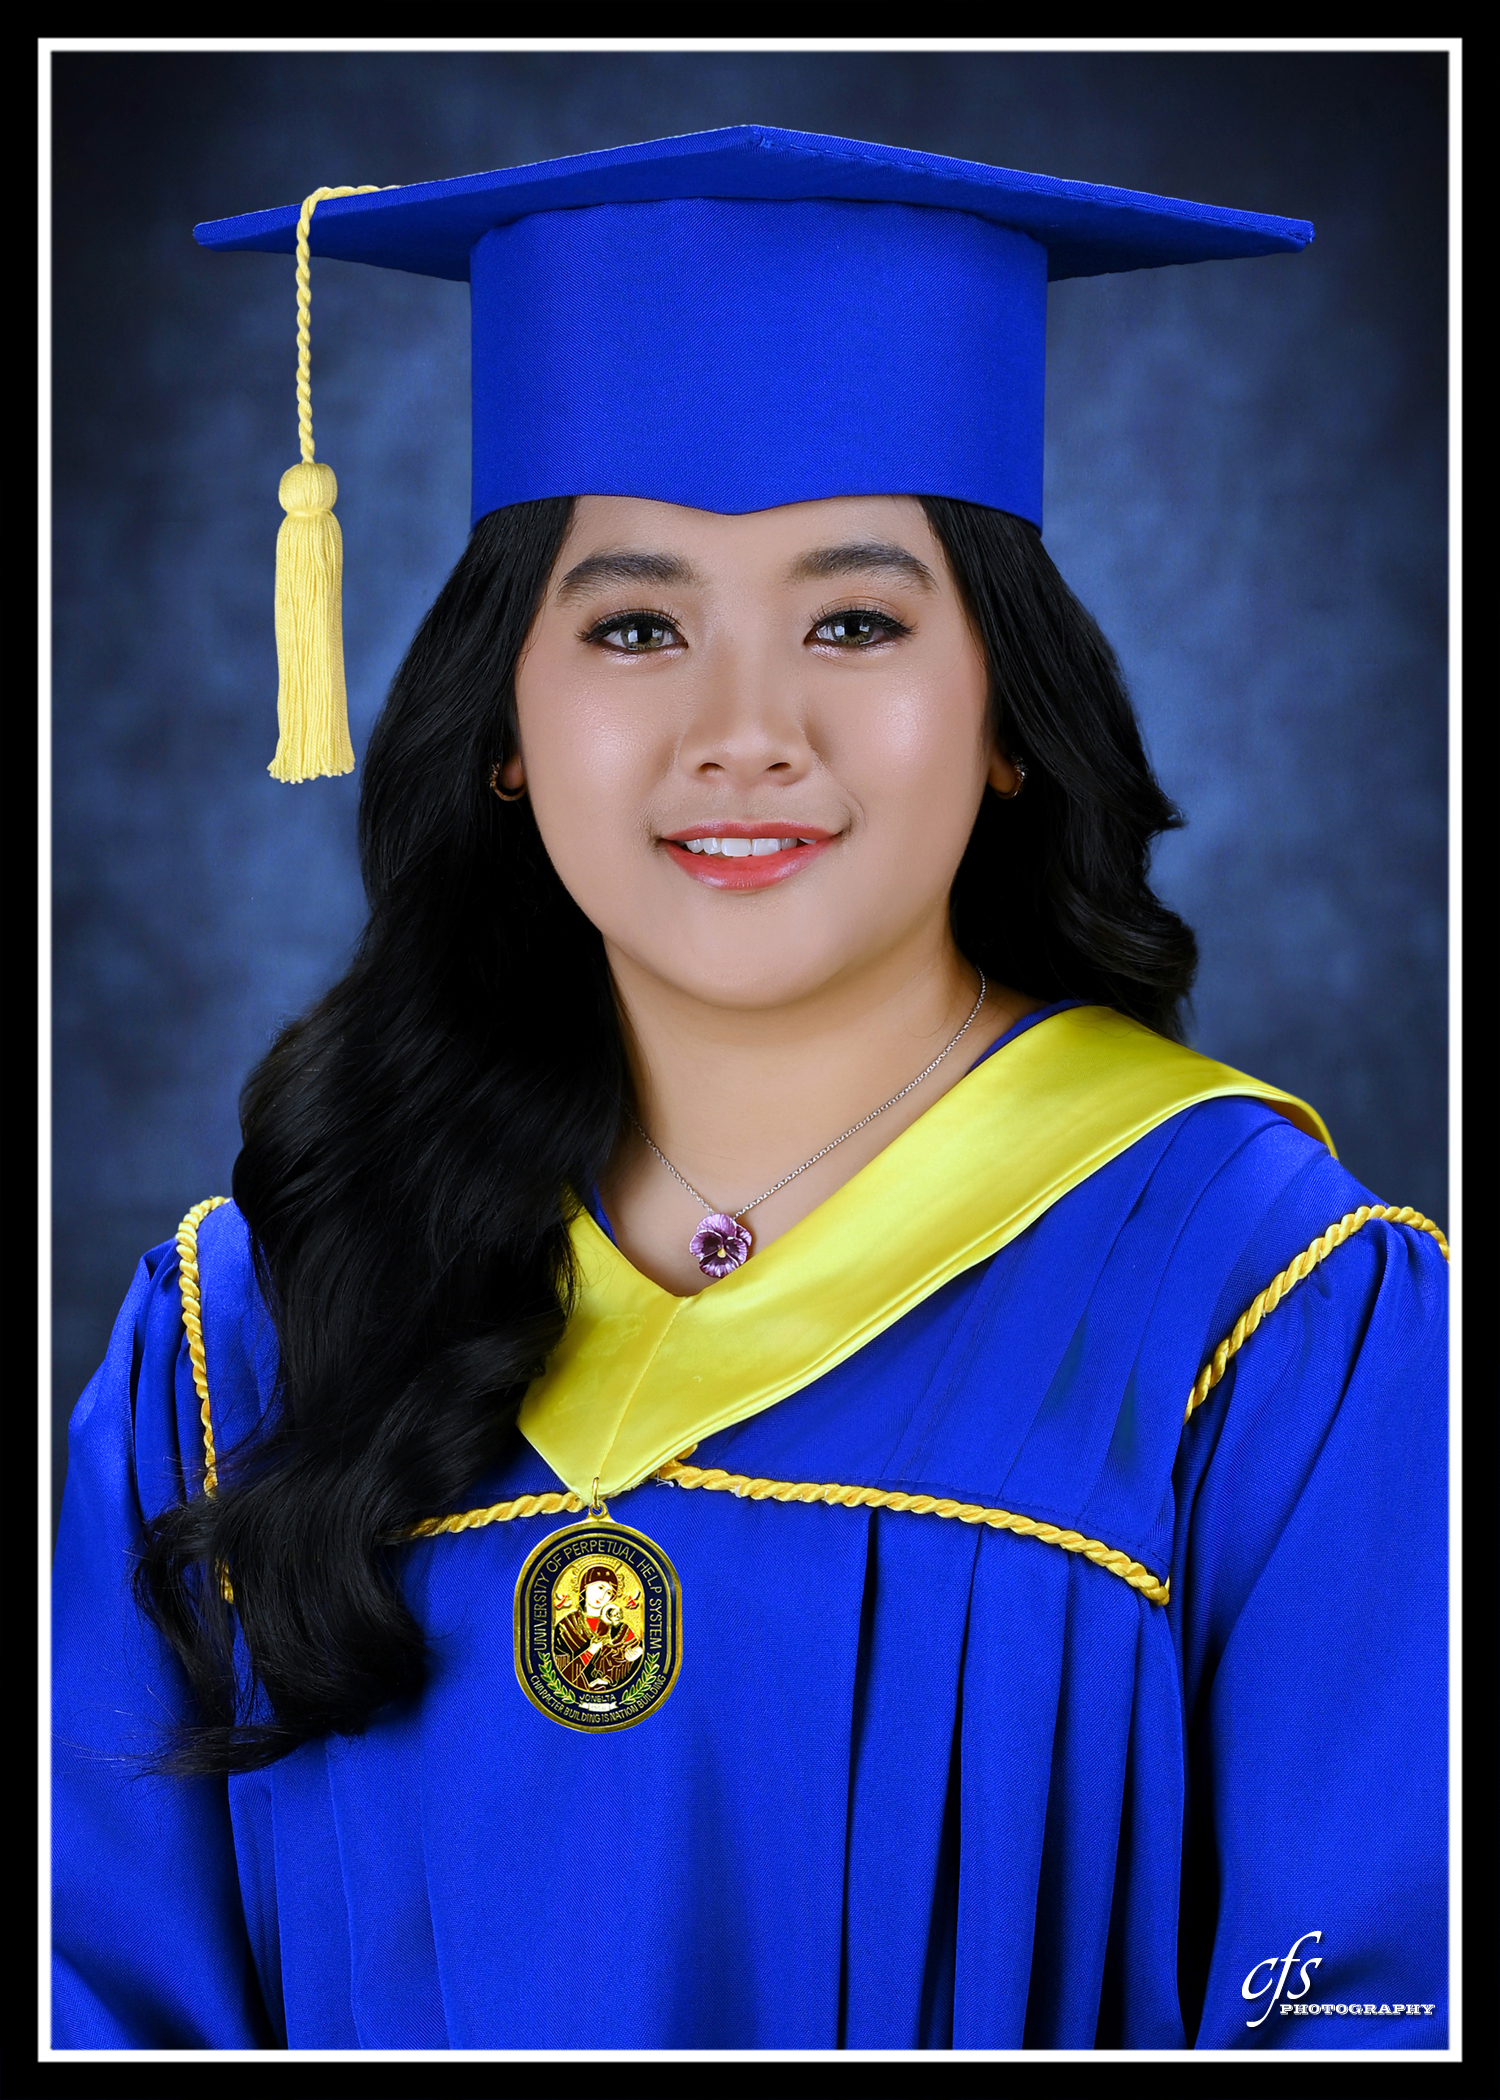 UNIVERSITY OF PERPETUAL HELP SYSTEM
JONELTA
CHARACTER BUILDING IS NATION BUILDING
cfs
PHOTOGRAPHY